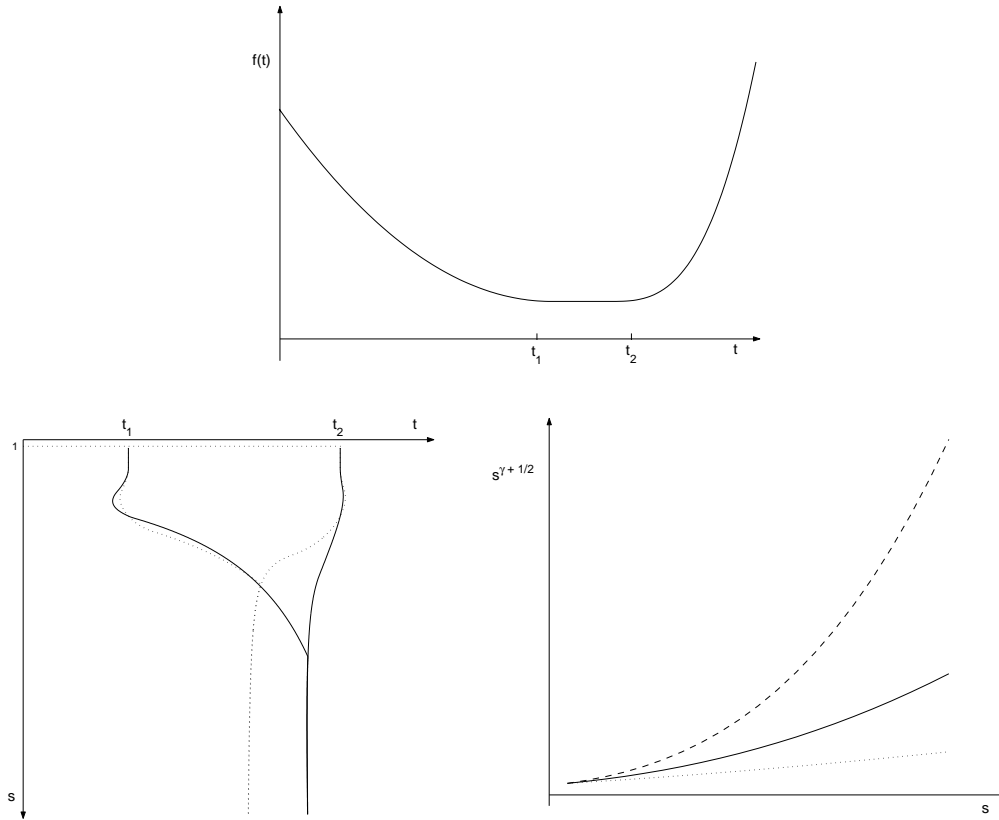 f(t)
t₁ t₂ t
t₁ t₂ t
1
s
s^{γ + 1/2}
s